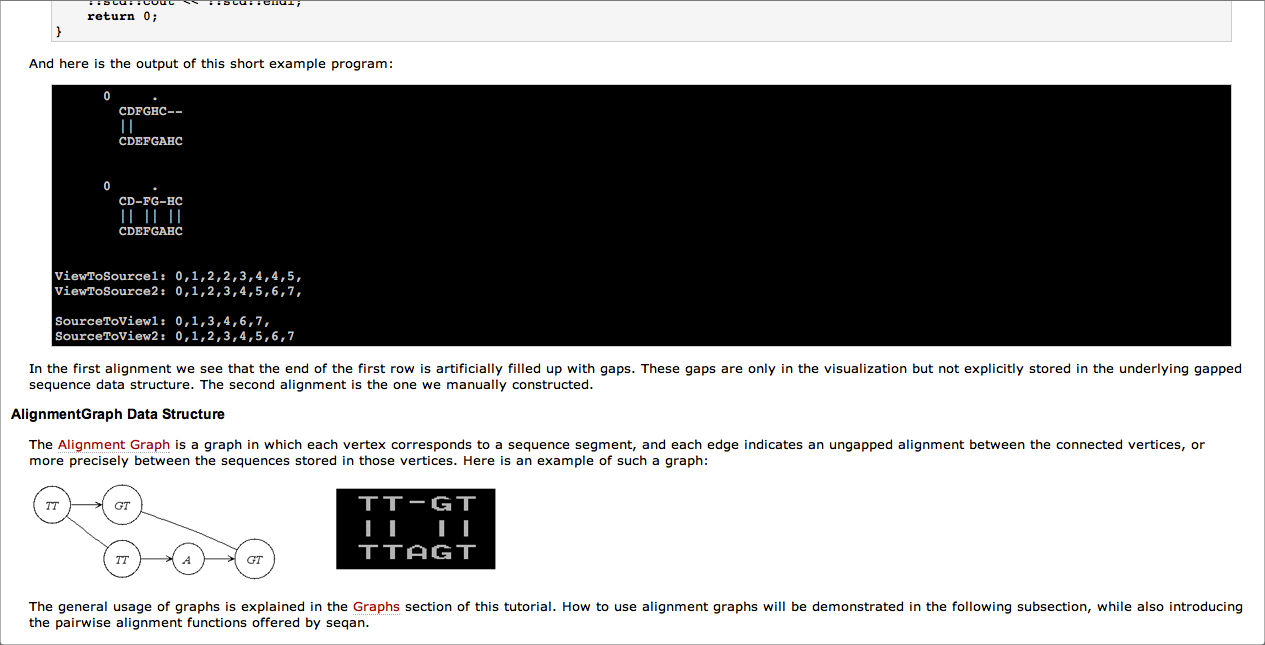 ::std::cout << ::std::endl;
return 0;
}
And here is the output of this short example program:
0 .
CDFGHC--
||
CDEFGAHC
0 .
CD-FG-HC
|| || ||
CDEFGAHC
ViewToSource1: 0,1,2,2,3,4,4,5,
ViewToSource2: 0,1,2,3,4,5,6,7,
SourceToView1: 0,1,3,4,6,7,
SourceToView2: 0,1,2,3,4,5,6,7
In the first alignment we see that the end of the first row is artificially filled up with gaps. These gaps are only in the visualization but not explicitly stored in the underlying gapped
sequence data structure. The second alignment is the one we manually constructed.
AlignmentGraph Data Structure
The Alignment Graph is a graph in which each vertex corresponds to a sequence segment, and each edge indicates an ungapped alignment between the connected vertices, or
more precisely between the sequences stored in those vertices. Here is an example of such a graph:
TT GT
TT A GT
TT-GT
|| ||
TTAGT
The general usage of graphs is explained in the Graphs section of this tutorial. How to use alignment graphs will be demonstrated in the following subsection, while also introducing
the pairwise alignment functions offered by seqan.